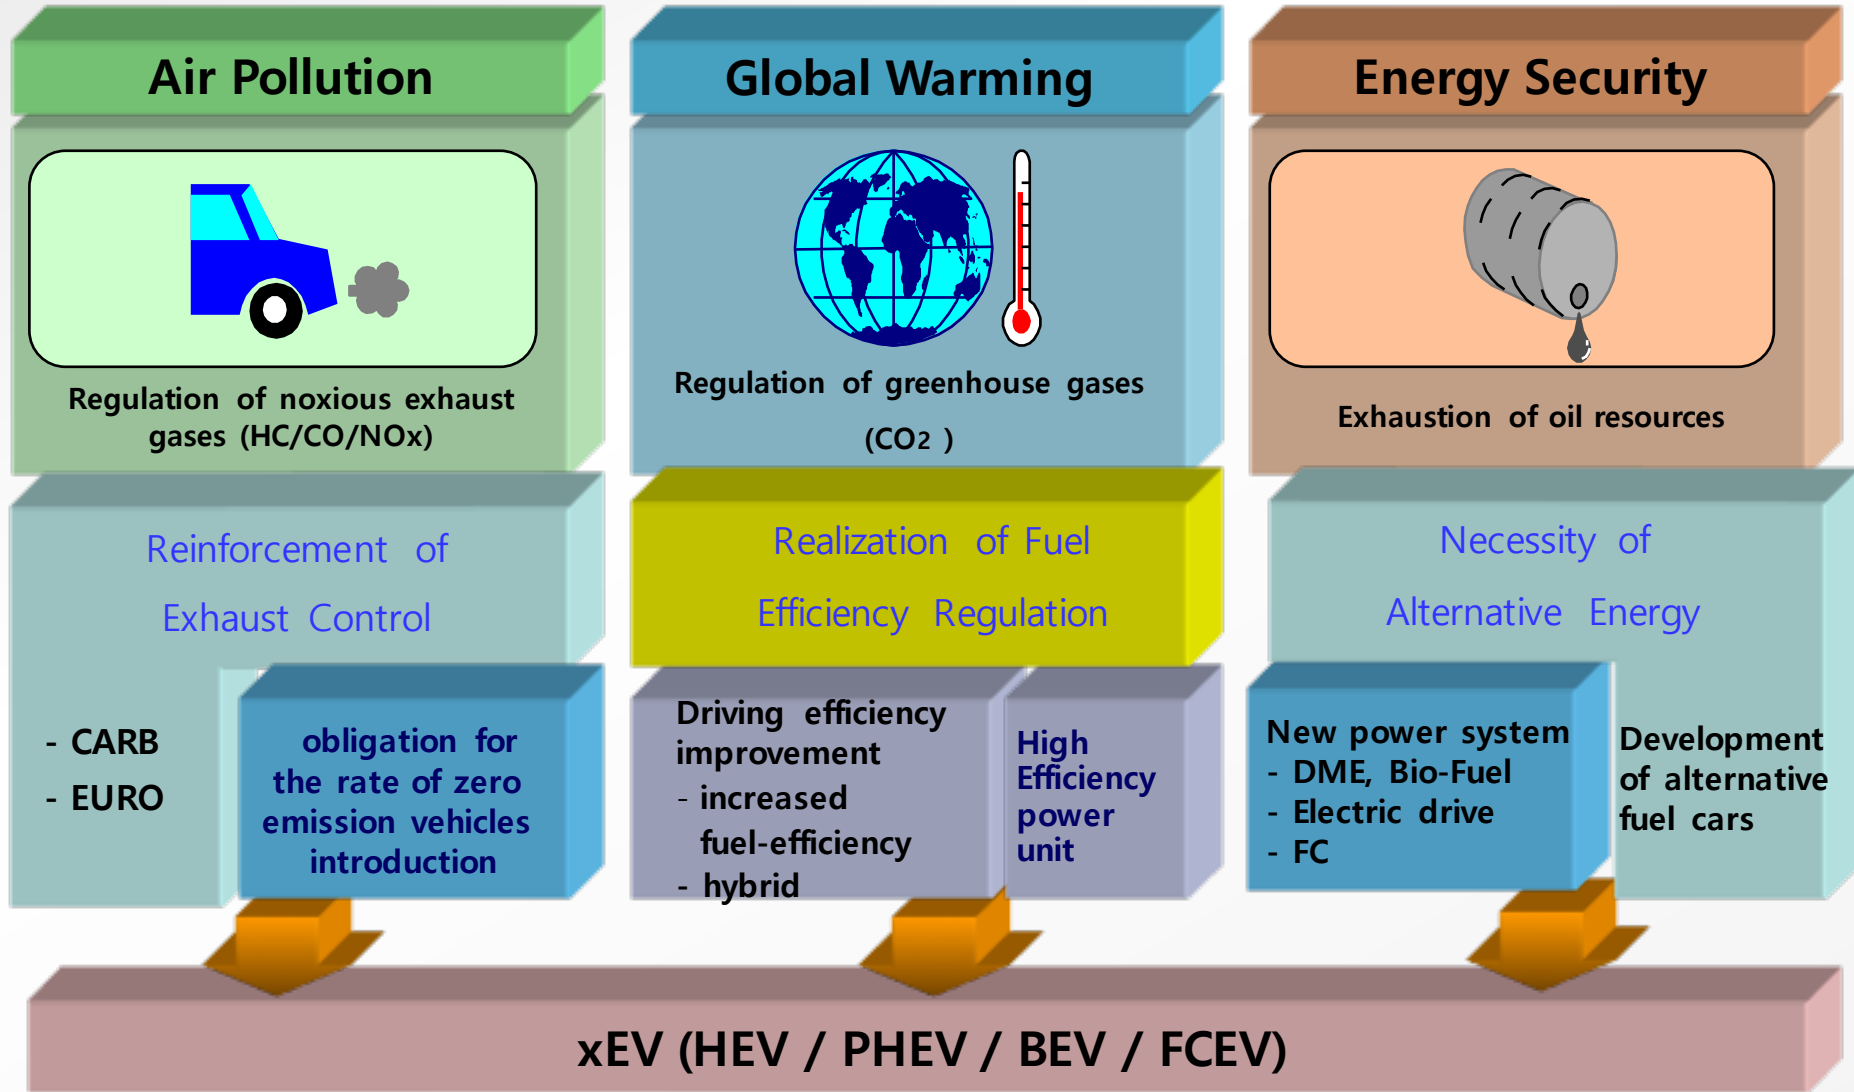 Air Pollution
Regulation of noxious exhaust
gases (HC/CO/NOx)
Reinforcement of
Exhaust Control
- CARB
- EURO
obligation for
the rate of zero
emission vehicles
introduction
Global Warming
Regulation of greenhouse gases
(CO2 )
Realization of Fuel
Efficiency Regulation
Driving efficiency
improvement
- increased
fuel-efficiency
- hybrid
High
Efficiency
power
unit
Energy Security
Exhaustion of oil resources
Necessity of
Alternative Energy
New power system
- DME, Bio-Fuel
- Electric drive
- FC
Development
of alternative
fuel cars
xEV (HEV / PHEV / BEV / FCEV)